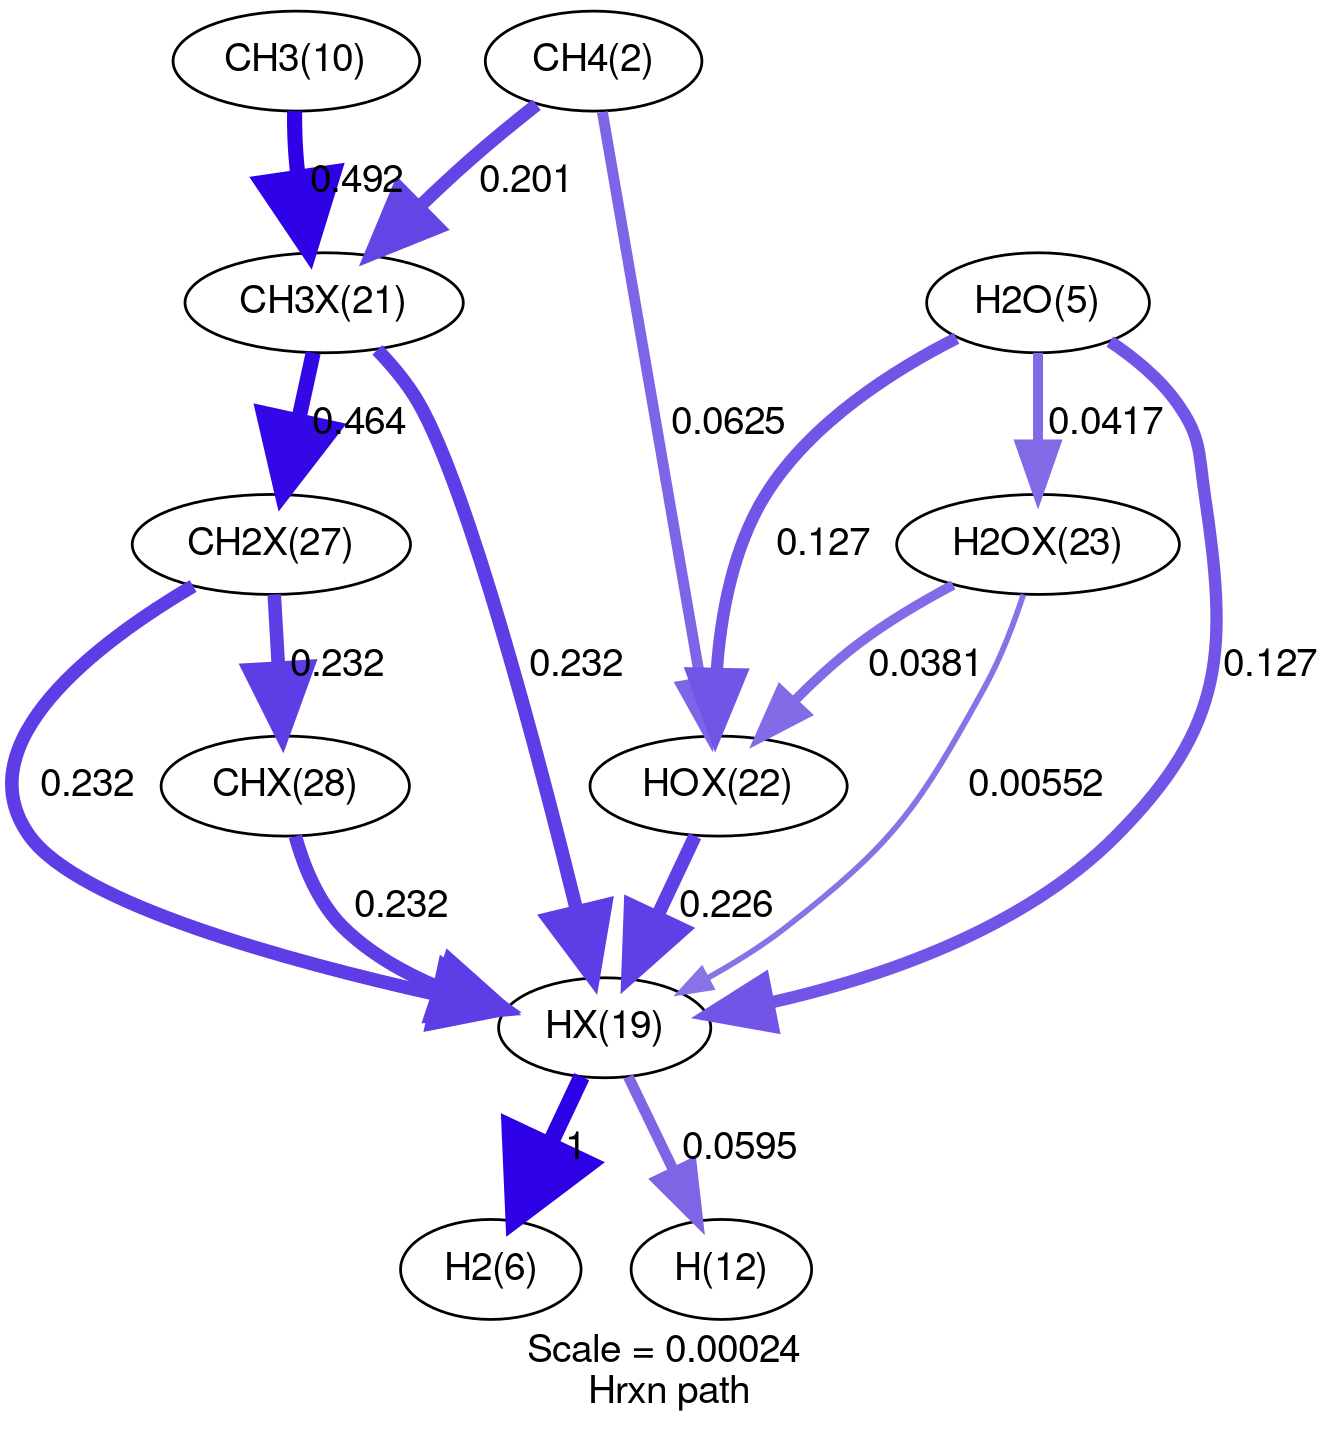 CH3(10)
CH4(2)
0.492
0.201
CH3X(21)
H2O(5)
0.464
0.0625
0.0417
CH2X(27)
0.127
H2OX(23)
0.232
0.232
0.0381
0.127
0.232
CHX(28)
HOX(22)
0.00552
0.232
0.226
HX(19)
1
0.0595
H2(6)
H(12)
Scale = 0.00024
Hrxn path